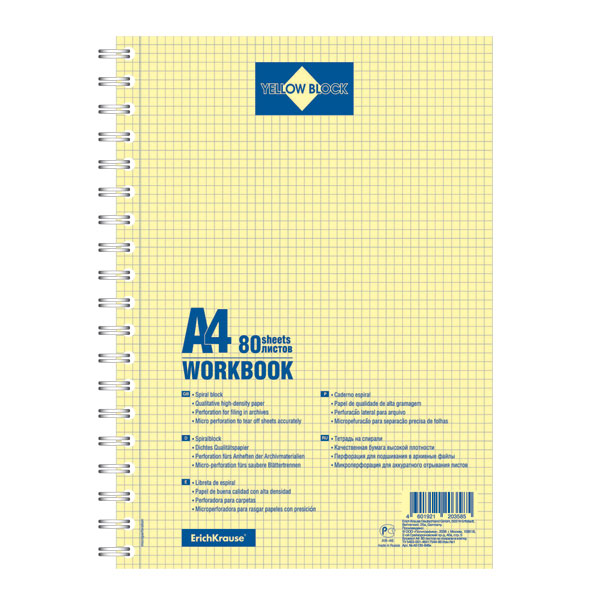 YELLOW BLOCK
A4 80 sheets
листов
WORKBOOK
GB • Spiral block
• Qualitative high-density paper
• Perforation for filing in archives
• Micro perforation to tear off sheets accurately
D • Spiralblock
• Dichtes Qualitätspapier
• Perforation fürs Anheften der Archivmaterialien
• Micro-perforation fürs saubere Blättertrennen
E • Libreta de espiral
• Papel de buena calidad con alta densidad
• Perforadora para carpetas
• Microperforadora para rasgar papeles con presición
P • Caderno espiral
• Papel de qualidade de alta gramagem
• Perfuração lateral para arquivo
• Microperfuração para separação precisa de folhas
RU • Тетрадь на спирали
• Качественная бумага высокой плотности
• Перфорация для подшивания в архивные файлы
• Микроперфорация для аккуратного отрывания листов
4 601921 203585
ErichKrause